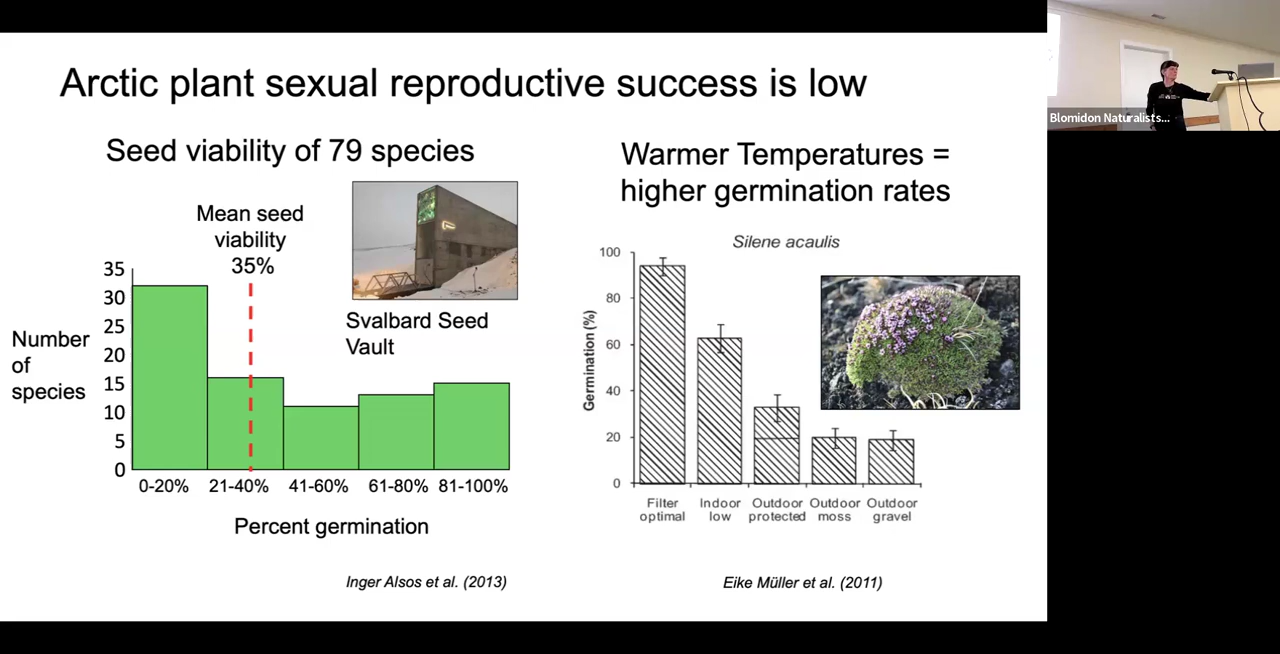 Arctic plant sexual reproductive success is low
Seed viability of 79 species
Mean seed
viability
35%
35
30
25
20
15
10
5
0
Number
of
species
0-20%
21-40%
41-60%
61-80%
81-100%
Percent germination
Svalbard Seed
Vault
Inger Alsos et al. (2013)
Warmer Temperatures =
higher germination rates
Silene acaulis
100
80
60
40
20
0
Germination (%)
Filter
optimal
Indoor
low
Outdoor
protected
Outdoor
moss
Outdoor
gravel
Eike Müller et al. (2011)
Blomidon Naturalists...